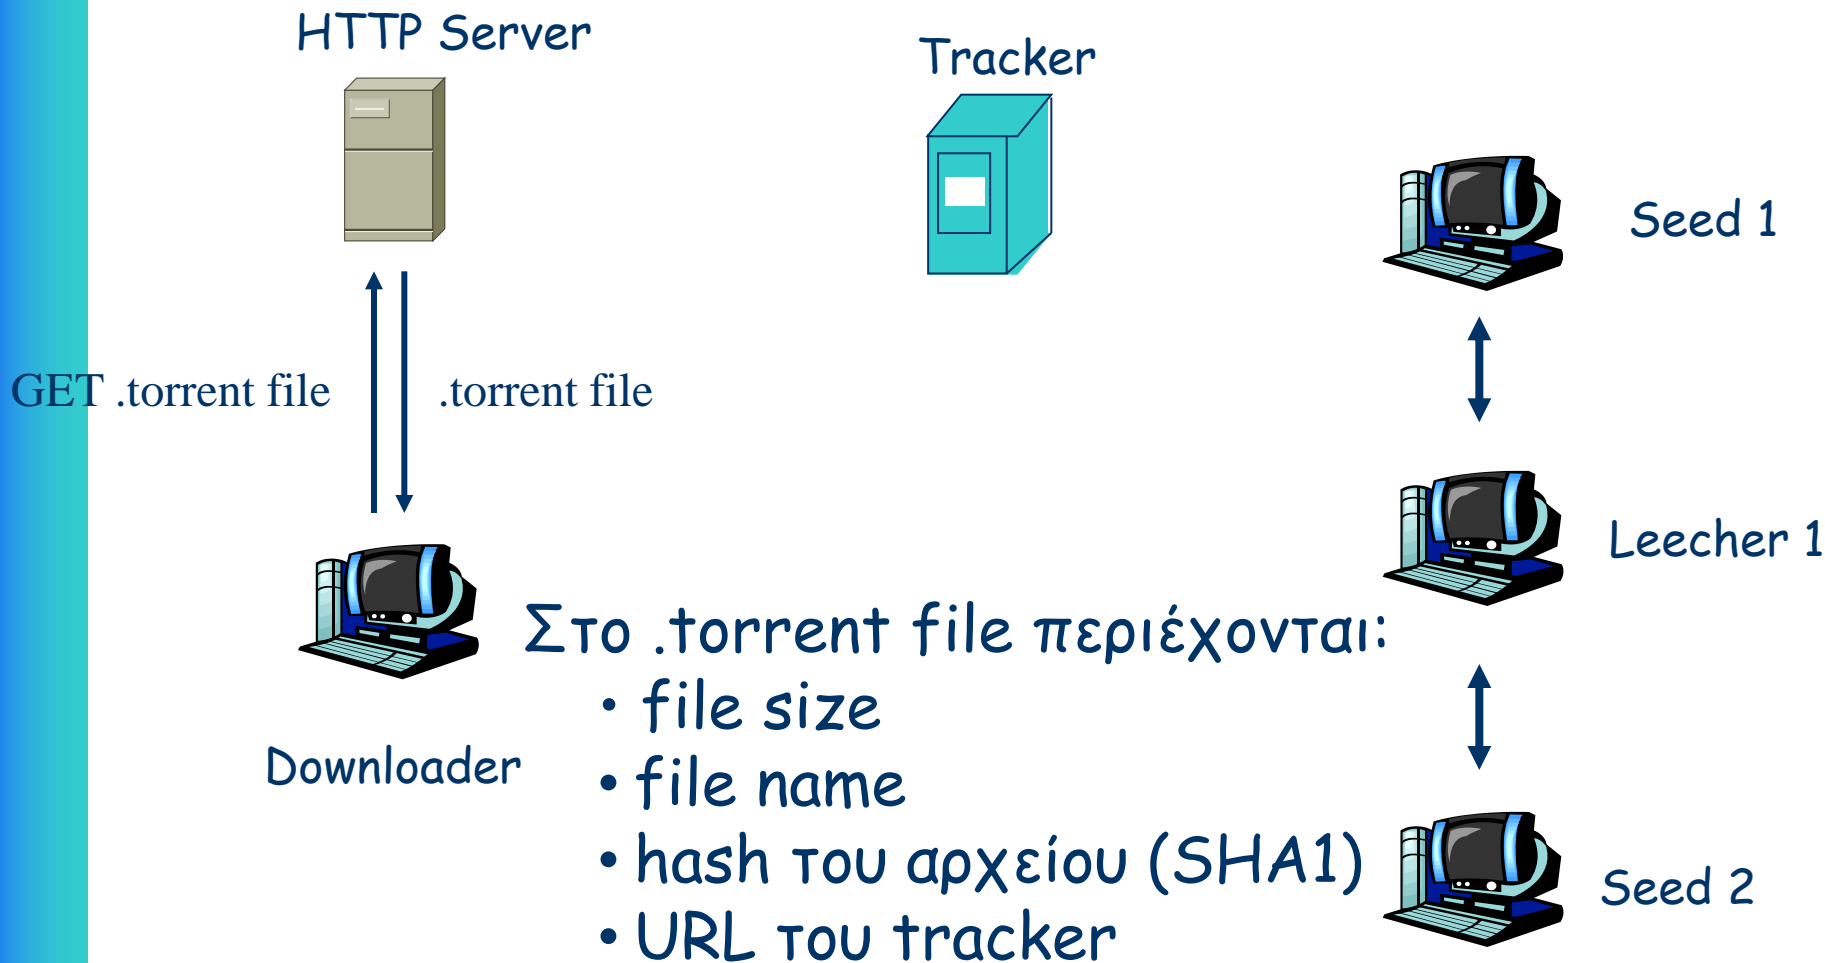 HTTP Server
Tracker
Seed 1
GET .torrent file
.torrent file
Leecher 1
Στο .torrent file περιέχονται:
• file size
Downloader
• file name
• hash του αρχείου (SHA1)
Seed 2
• URL του tracker